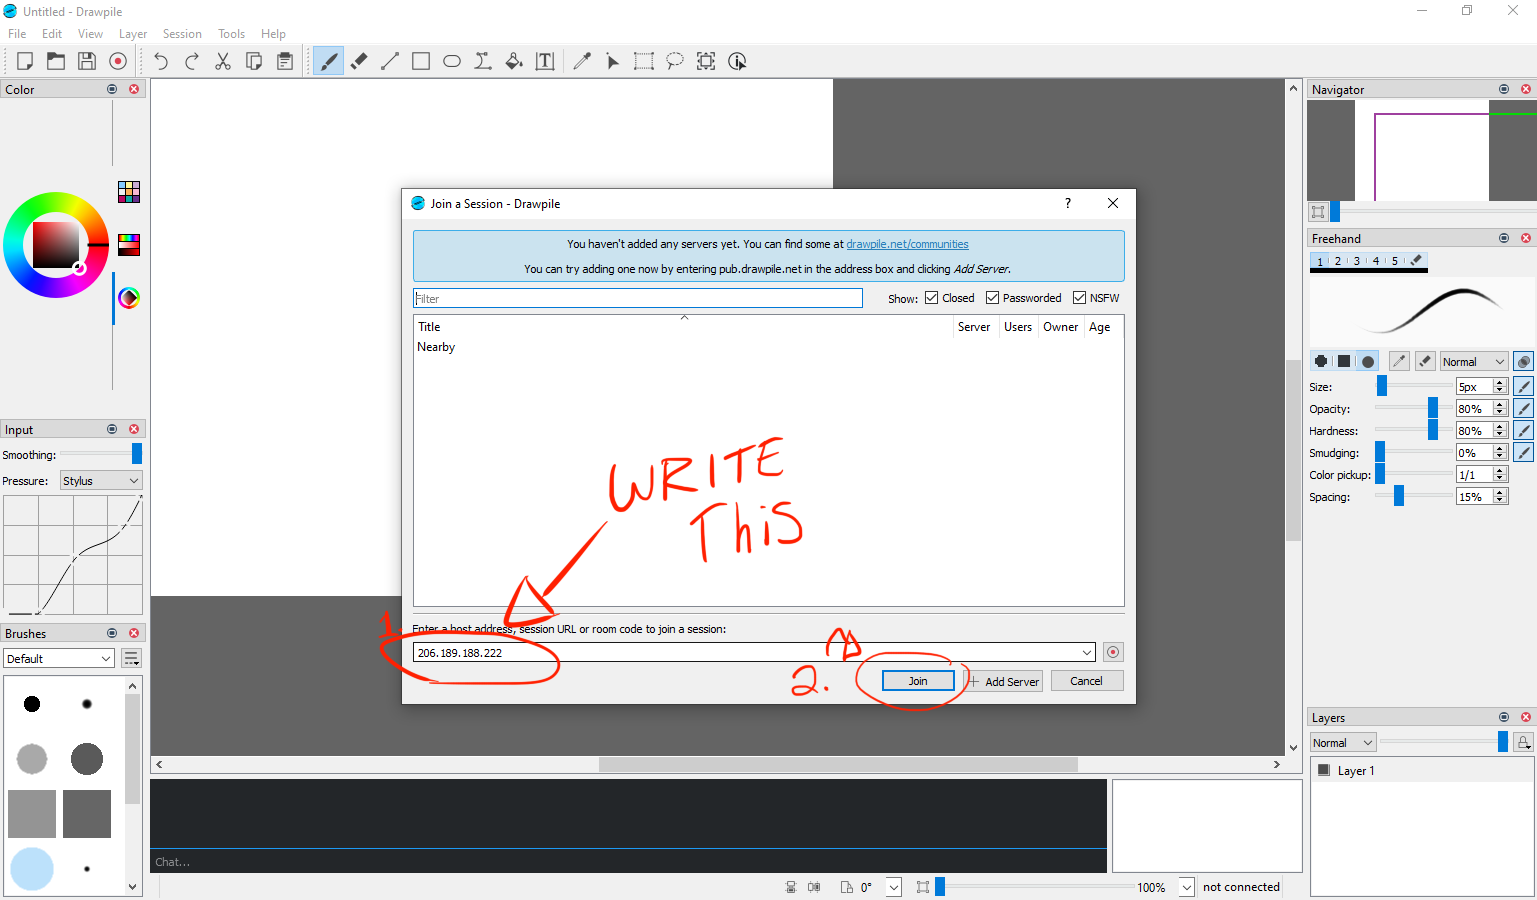 Untitled - Drawpile
File Edit View Layer Session Tools Help
Color
Navigator
Join a Session - Drawpile
?
You haven't added any servers yet. You can find some at drawpile.net/communities
You can try adding one now by entering pub.drawpile.net in the address box and clicking Add Server.
Filter
Show: Closed Passworded NSFW
Title Server Users Owner Age
Nearby
WRITE
ThiS
1.
Enter a host address, session URL or room code to join a session:
206.189.188.222
2.
Join Add Server Cancel
Freehand
1 2 3 4 5
Normal
Size: 5px
Opacity: 80%
Hardness: 80%
Smudging: 0%
Color pickup: 1/1
Spacing: 15%
Input
Smoothing:
Pressure: Stylus
Brushes
Default
Layers
Normal
Layer 1
Chat...
0° 100% not connected